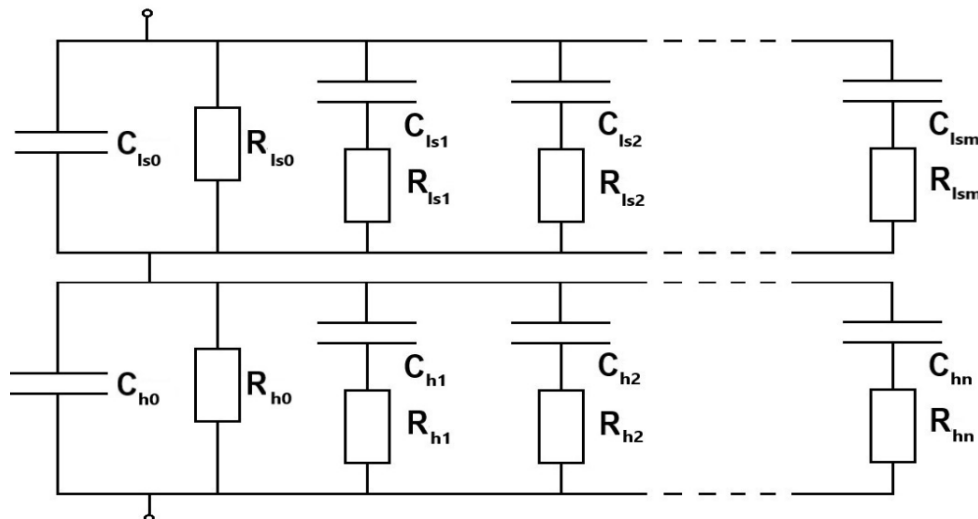 C_ls0 R_ls0 C_ls1 C_ls2 C_lsm
R_ls1 R_ls2 R_lsm
C_h0 R_h0 C_h1 C_h2 C_hn
R_h1 R_h2 R_hn